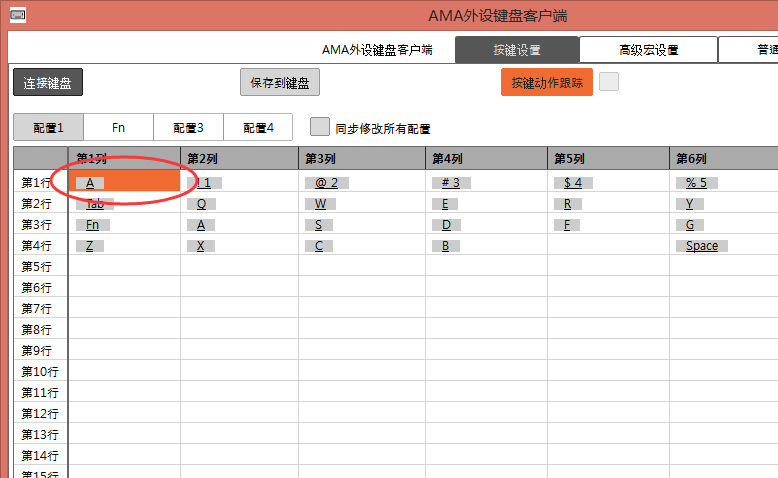 AMA外设键盘客户端
AMA外设键盘客户端 按键设置 高级宏设置 普通
连接键盘 保存到键盘 按键动作跟踪
配置1 Fn 配置3 配置4 同步修改所有配置
第1列 第2列 第3列 第4列 第5列 第6列
第1行 A ! 1 @ 2 # 3 $ 4 % 5
第2行 Tab Q W E R Y
第3行 Fn A S D F G
第4行 Z X C B Space
第5行
第6行
第7行
第8行
第9行
第10行
第11行
第12行
第13行
第14行
第15行